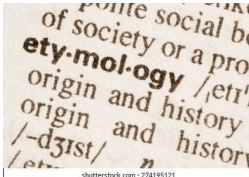 polite social
of society or a pro
ety·mol·ogy /ˌetɪˈ
origin and history
origin and history
/-dʒɪst/ n
/etɪ
shutterstock.com · 274195121